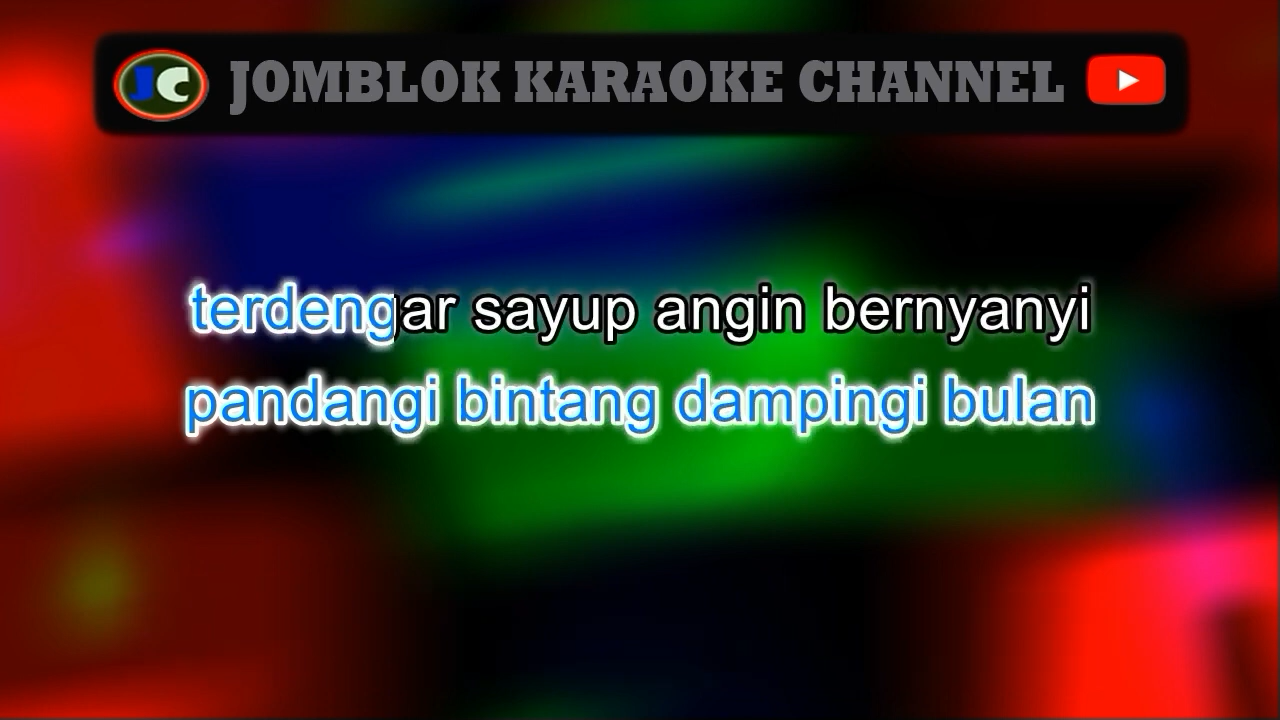 JC JOMBLOK KARAOKE CHANNEL
terdengar sayup angin bernyanyi
pandangi bintang dampingi bulan